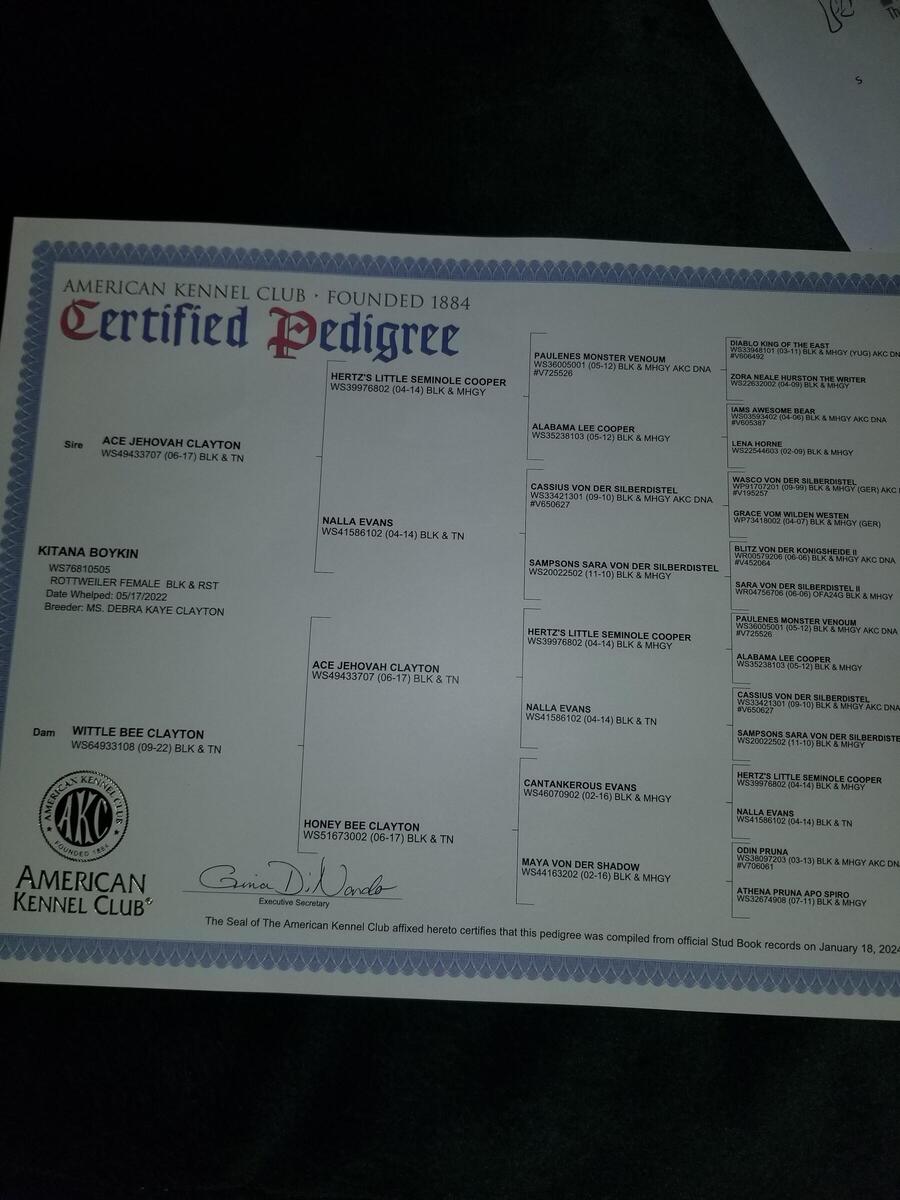 AMERICAN KENNEL CLUB · FOUNDED 1884
Certified Pedigree
Sire ACE JEHOVAH CLAYTON
WS49433707 (06-17) BLK & TN
KITANA BOYKIN
WS76810505
ROTTWEILER FEMALE BLK & RST
Date Whelped: 05/17/2022
Breeder: MS. DEBRA KAYE CLAYTON
Dam WITTLE BEE CLAYTON
WS64933108 (09-22) BLK & TN
HERTZ'S LITTLE SEMINOLE COOPER
WS39976802 (04-14) BLK & MHGY
NALLA EVANS
WS41586102 (04-14) BLK & TN
ACE JEHOVAH CLAYTON
WS49433707 (06-17) BLK & TN
HONEY BEE CLAYTON
WS51673002 (06-17) BLK & TN
PAULENES MONSTER VENOUM
WS36005001 (05-12) BLK & MHGY AKC DNA
#V725526
ALABAMA LEE COOPER
WS35238103 (05-12) BLK & MHGY
CASSIUS VON DER SILBERDISTEL
WS33421301 (09-10) BLK & MHGY AKC DNA
#V650627
SAMPSONS SARA VON DER SILBERDISTEL
WS20022502 (11-10) BLK & MHGY
HERTZ'S LITTLE SEMINOLE COOPER
WS39976802 (04-14) BLK & MHGY
NALLA EVANS
WS41586102 (04-14) BLK & TN
CANTANKEROUS EVANS
WS46070902 (02-16) BLK & MHGY
MAYA VON DER SHADOW
WS44163202 (02-16) BLK & MHGY
DIABLO KING OF THE EAST
WS33948101 (03-11) BLK & MHGY (YUG) AKC DN
#V606492
ZORA NEALE HURSTON THE WRITER
WS22632002 (04-09) BLK & MHGY
IAMS AWESOME BEAR
WS03593402 (04-06) BLK & MHGY AKC DNA
#V605387
LENA HORNE
WS22544603 (02-09) BLK & MHGY
WASCO VON DER SILBERDISTEL
WP91707201 (09-99) BLK & MHGY (GER) AKC
#V195257
GRACE VOM WILDEN WESTEN
WP73418002 (04-07) BLK & MHGY (GER)
BLITZ VON DER KONIGSHEIDE II
WR00579206 (06-06) BLK & MHGY AKC DNA
#V452064
SARA VON DER SILBERDISTEL II
WR04756706 (06-06) OFA24G BLK & MHGY
PAULENES MONSTER VENOUM
WS36005001 (05-12) BLK & MHGY AKC DNA
#V725526
ALABAMA LEE COOPER
WS35238103 (05-12) BLK & MHGY
CASSIUS VON DER SILBERDISTEL
WS33421301 (09-10) BLK & MHGY AKC DNA
#V650627
SAMPSONS SARA VON DER SILBERDISTE
WS20022502 (11-10) BLK & MHGY
HERTZ'S LITTLE SEMINOLE COOPER
WS39976802 (04-14) BLK & MHGY
NALLA EVANS
WS41586102 (04-14) BLK & TN
ODIN PRUNA
WS38097203 (03-13) BLK & MHGY AKC DN
#V706061
ATHENA PRUNA APO SPIRO
WS32674908 (07-11) BLK & MHGY
AMERICAN KENNEL CLUB
AKC
FOUNDED 1884
AMERICAN
KENNEL CLUB®
Gina DiNardo
Executive Secretary
The Seal of The American Kennel Club affixed hereto certifies that this pedigree was compiled from official Stud Book records on January 18, 2024